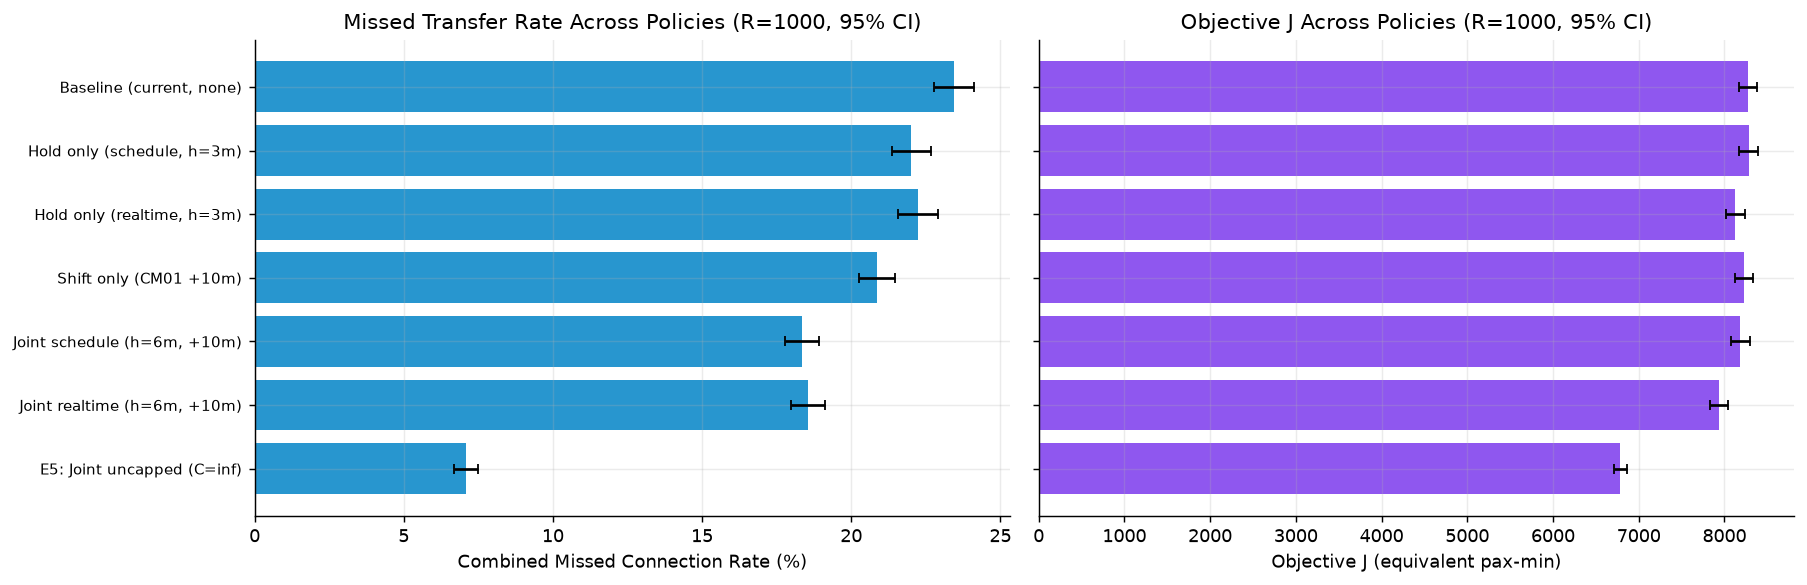 Missed Transfer Rate Across Policies (R=1000, 95% CI)
Baseline (current, none)
Hold only (schedule, h=3m)
Hold only (realtime, h=3m)
Shift only (CM01 +10m)
Joint schedule (h=6m, +10m)
Joint realtime (h=6m, +10m)
E5: Joint uncapped (C=inf)
0 5 10 15 20 25
Combined Missed Connection Rate (%)
Objective J Across Policies (R=1000, 95% CI)
0 1000 2000 3000 4000 5000 6000 7000 8000
Objective J (equivalent pax-min)